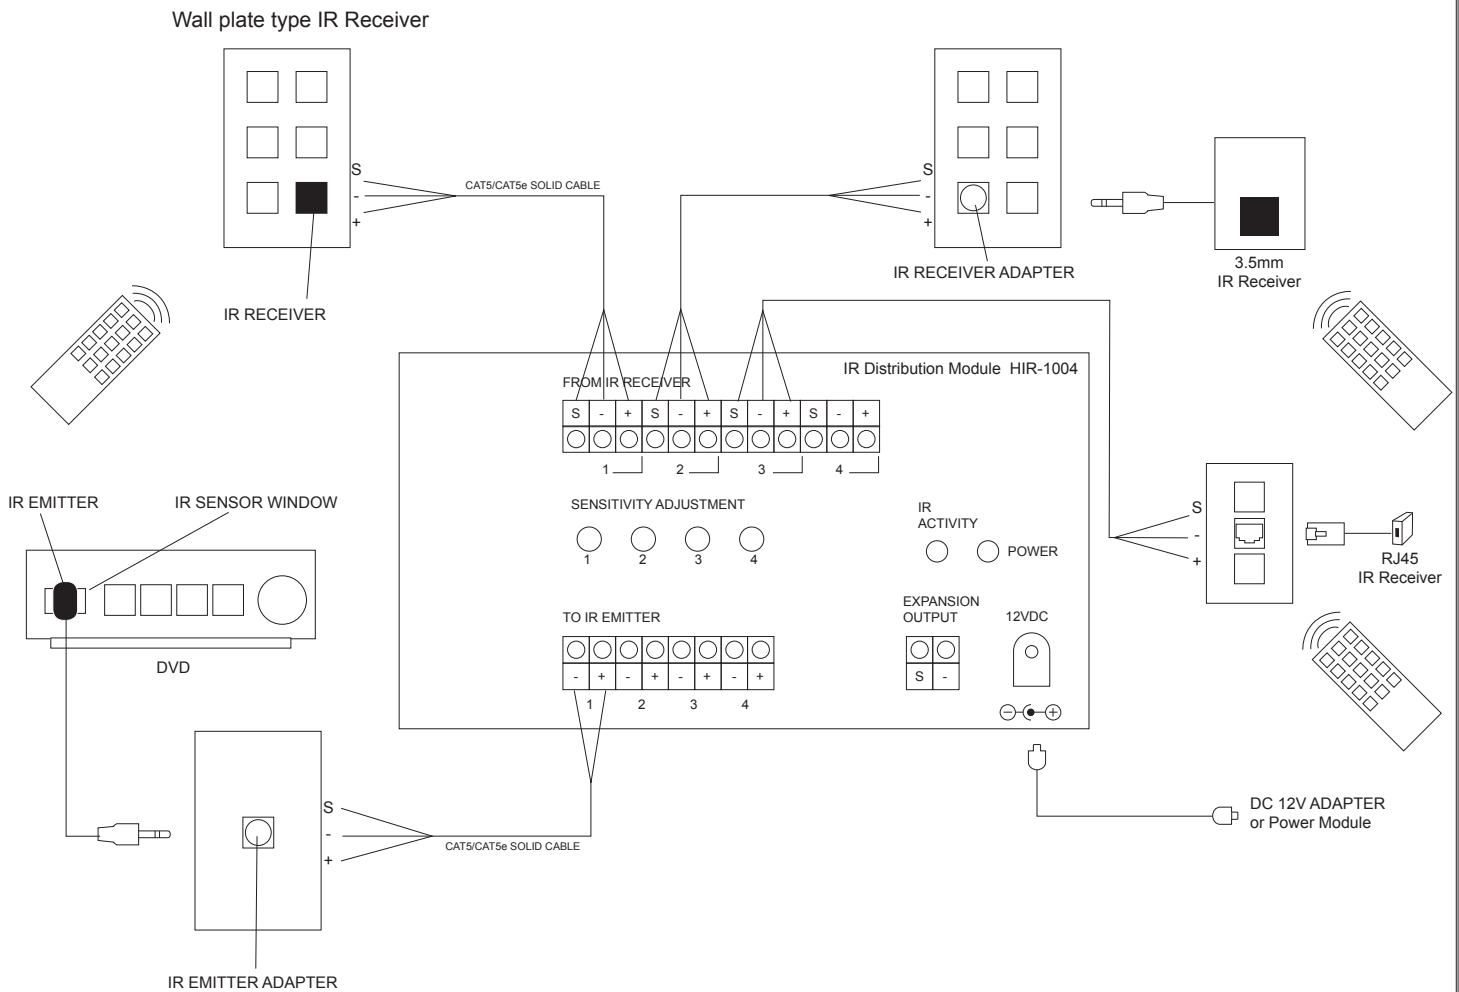 Wall plate type IR Receiver
S
-
+
CAT5/CAT5e SOLID CABLE
IR RECEIVER
S
-
+
IR RECEIVER ADAPTER
3.5mm
IR Receiver
IR Distribution Module HIR-1004
FROM IR RECEIVER
S - + S - + S - + S - +
1 2 3 4
SENSITIVITY ADJUSTMENT
1 2 3 4
IR
ACTIVITY
POWER
S
-
+
RJ45
IR Receiver
IR EMITTER
IR SENSOR WINDOW
DVD
TO IR EMITTER
- + - + - + - +
1 2 3 4
EXPANSION
OUTPUT
S -
12VDC
- +
DC 12V ADAPTER
or Power Module
S
-
+
CAT5/CAT5e SOLID CABLE
IR EMITTER ADAPTER